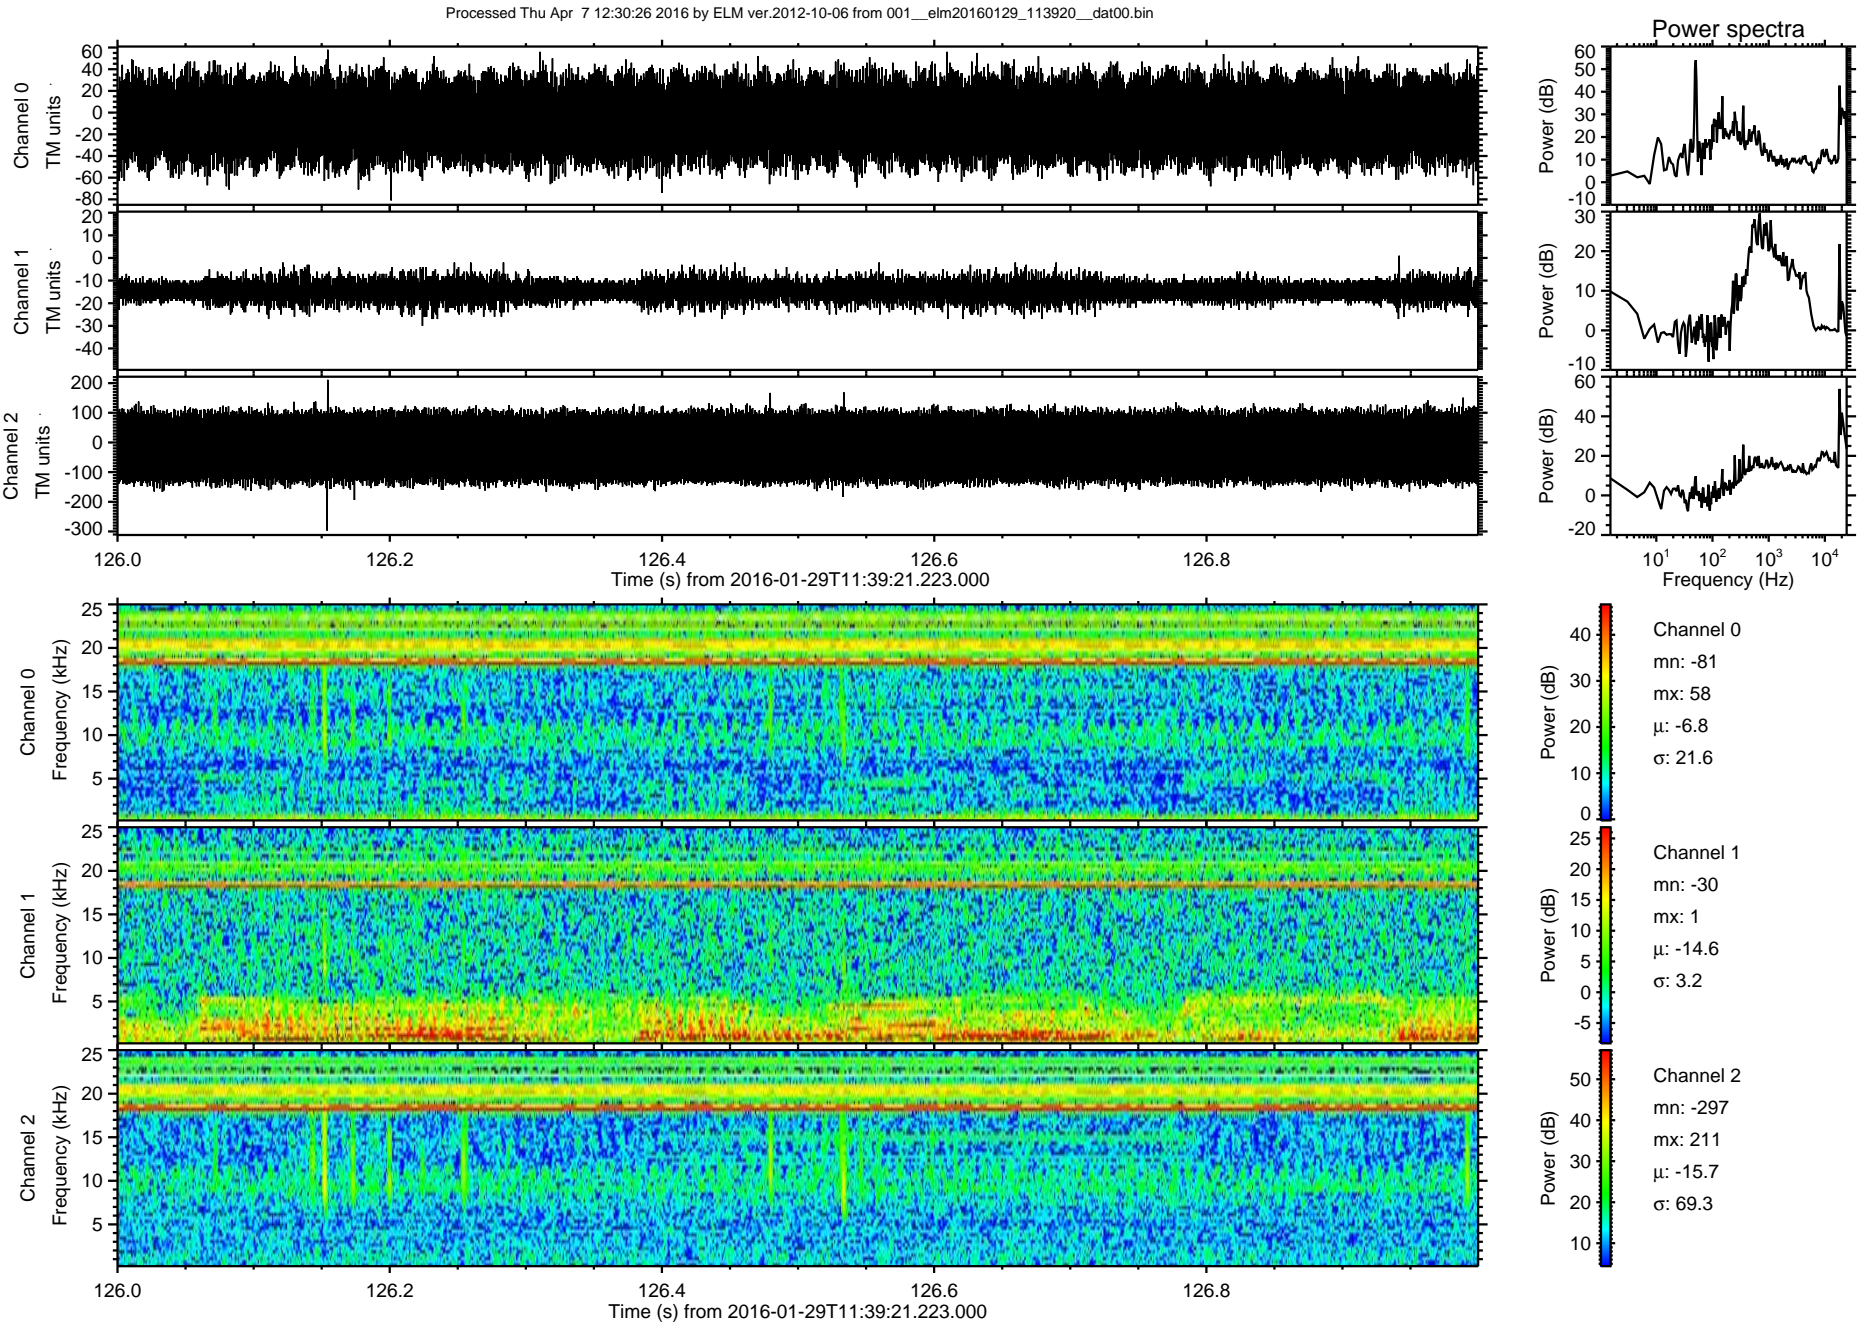 Processed Thu Apr  7 12:30:26 2016 by ELM ver.2012-10-06 from 001__elm20160129_113920__dat00.bin
Power spectra
Channel 0
TM units
60
40
20
0
-20
-40
-60
-80
Power (dB)
60
50
40
30
20
10
0
-10
Channel 1
TM units
20
10
0
-10
-20
-30
-40
Power (dB)
30
20
10
0
-10
Channel 2
TM units
200
100
0
-100
-200
-300
Power (dB)
60
40
20
0
-20
126.0 126.2 126.4 126.6 126.8
Time (s) from 2016-01-29T11:39:21.223.000
10^1 10^2 10^3 10^4
Frequency (Hz)
Channel 0
Frequency (kHz)
25
20
15
10
5
Power (dB)
40
30
20
10
0
Channel 0
mn: -81
mx: 58
μ: -6.8
σ: 21.6
Channel 1
Frequency (kHz)
25
20
15
10
5
Power (dB)
25
20
15
10
5
0
-5
Channel 1
mn: -30
mx: 1
μ: -14.6
σ: 3.2
Channel 2
Frequency (kHz)
25
20
15
10
5
Power (dB)
50
40
30
20
10
Channel 2
mn: -297
mx: 211
μ: -15.7
σ: 69.3
126.0 126.2 126.4 126.6 126.8
Time (s) from 2016-01-29T11:39:21.223.000